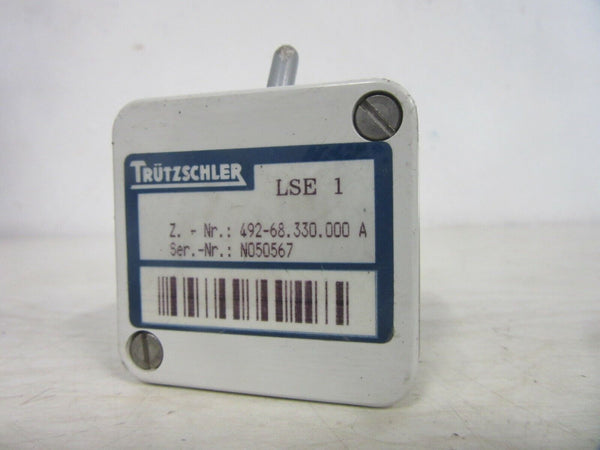 TRÜTZSCHLER
LSE 1
Z. - Nr.: 492-68.330.000 A
Ser.-Nr.: N050567